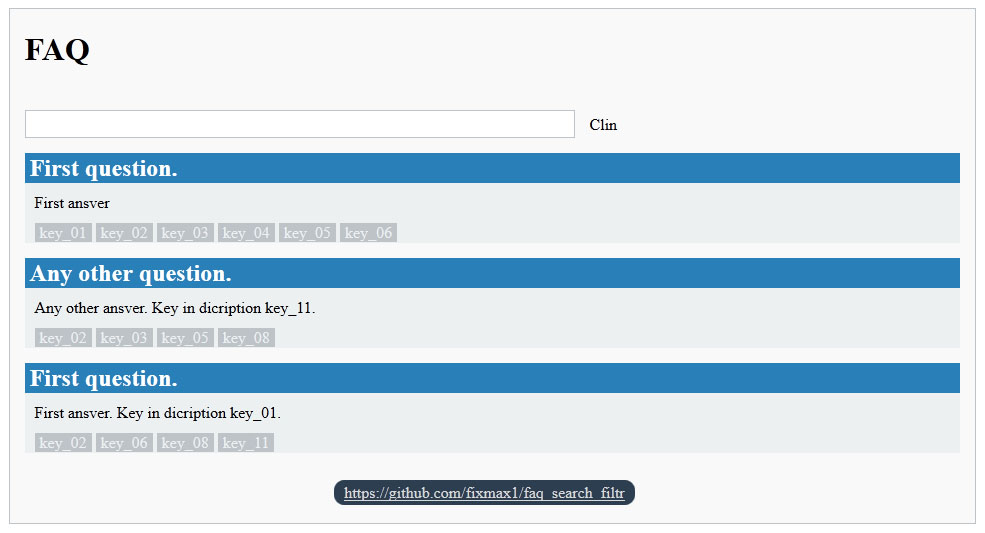 FAQ
Clin
First question.
First ansver
key_01 key_02 key_03 key_04 key_05 key_06
Any other question.
Any other ansver. Key in dicription key_11.
key_02 key_03 key_05 key_08
First question.
First ansver. Key in dicription key_01.
key_02 key_06 key_08 key_11
https://github.com/fixmax1/faq_search_filtr